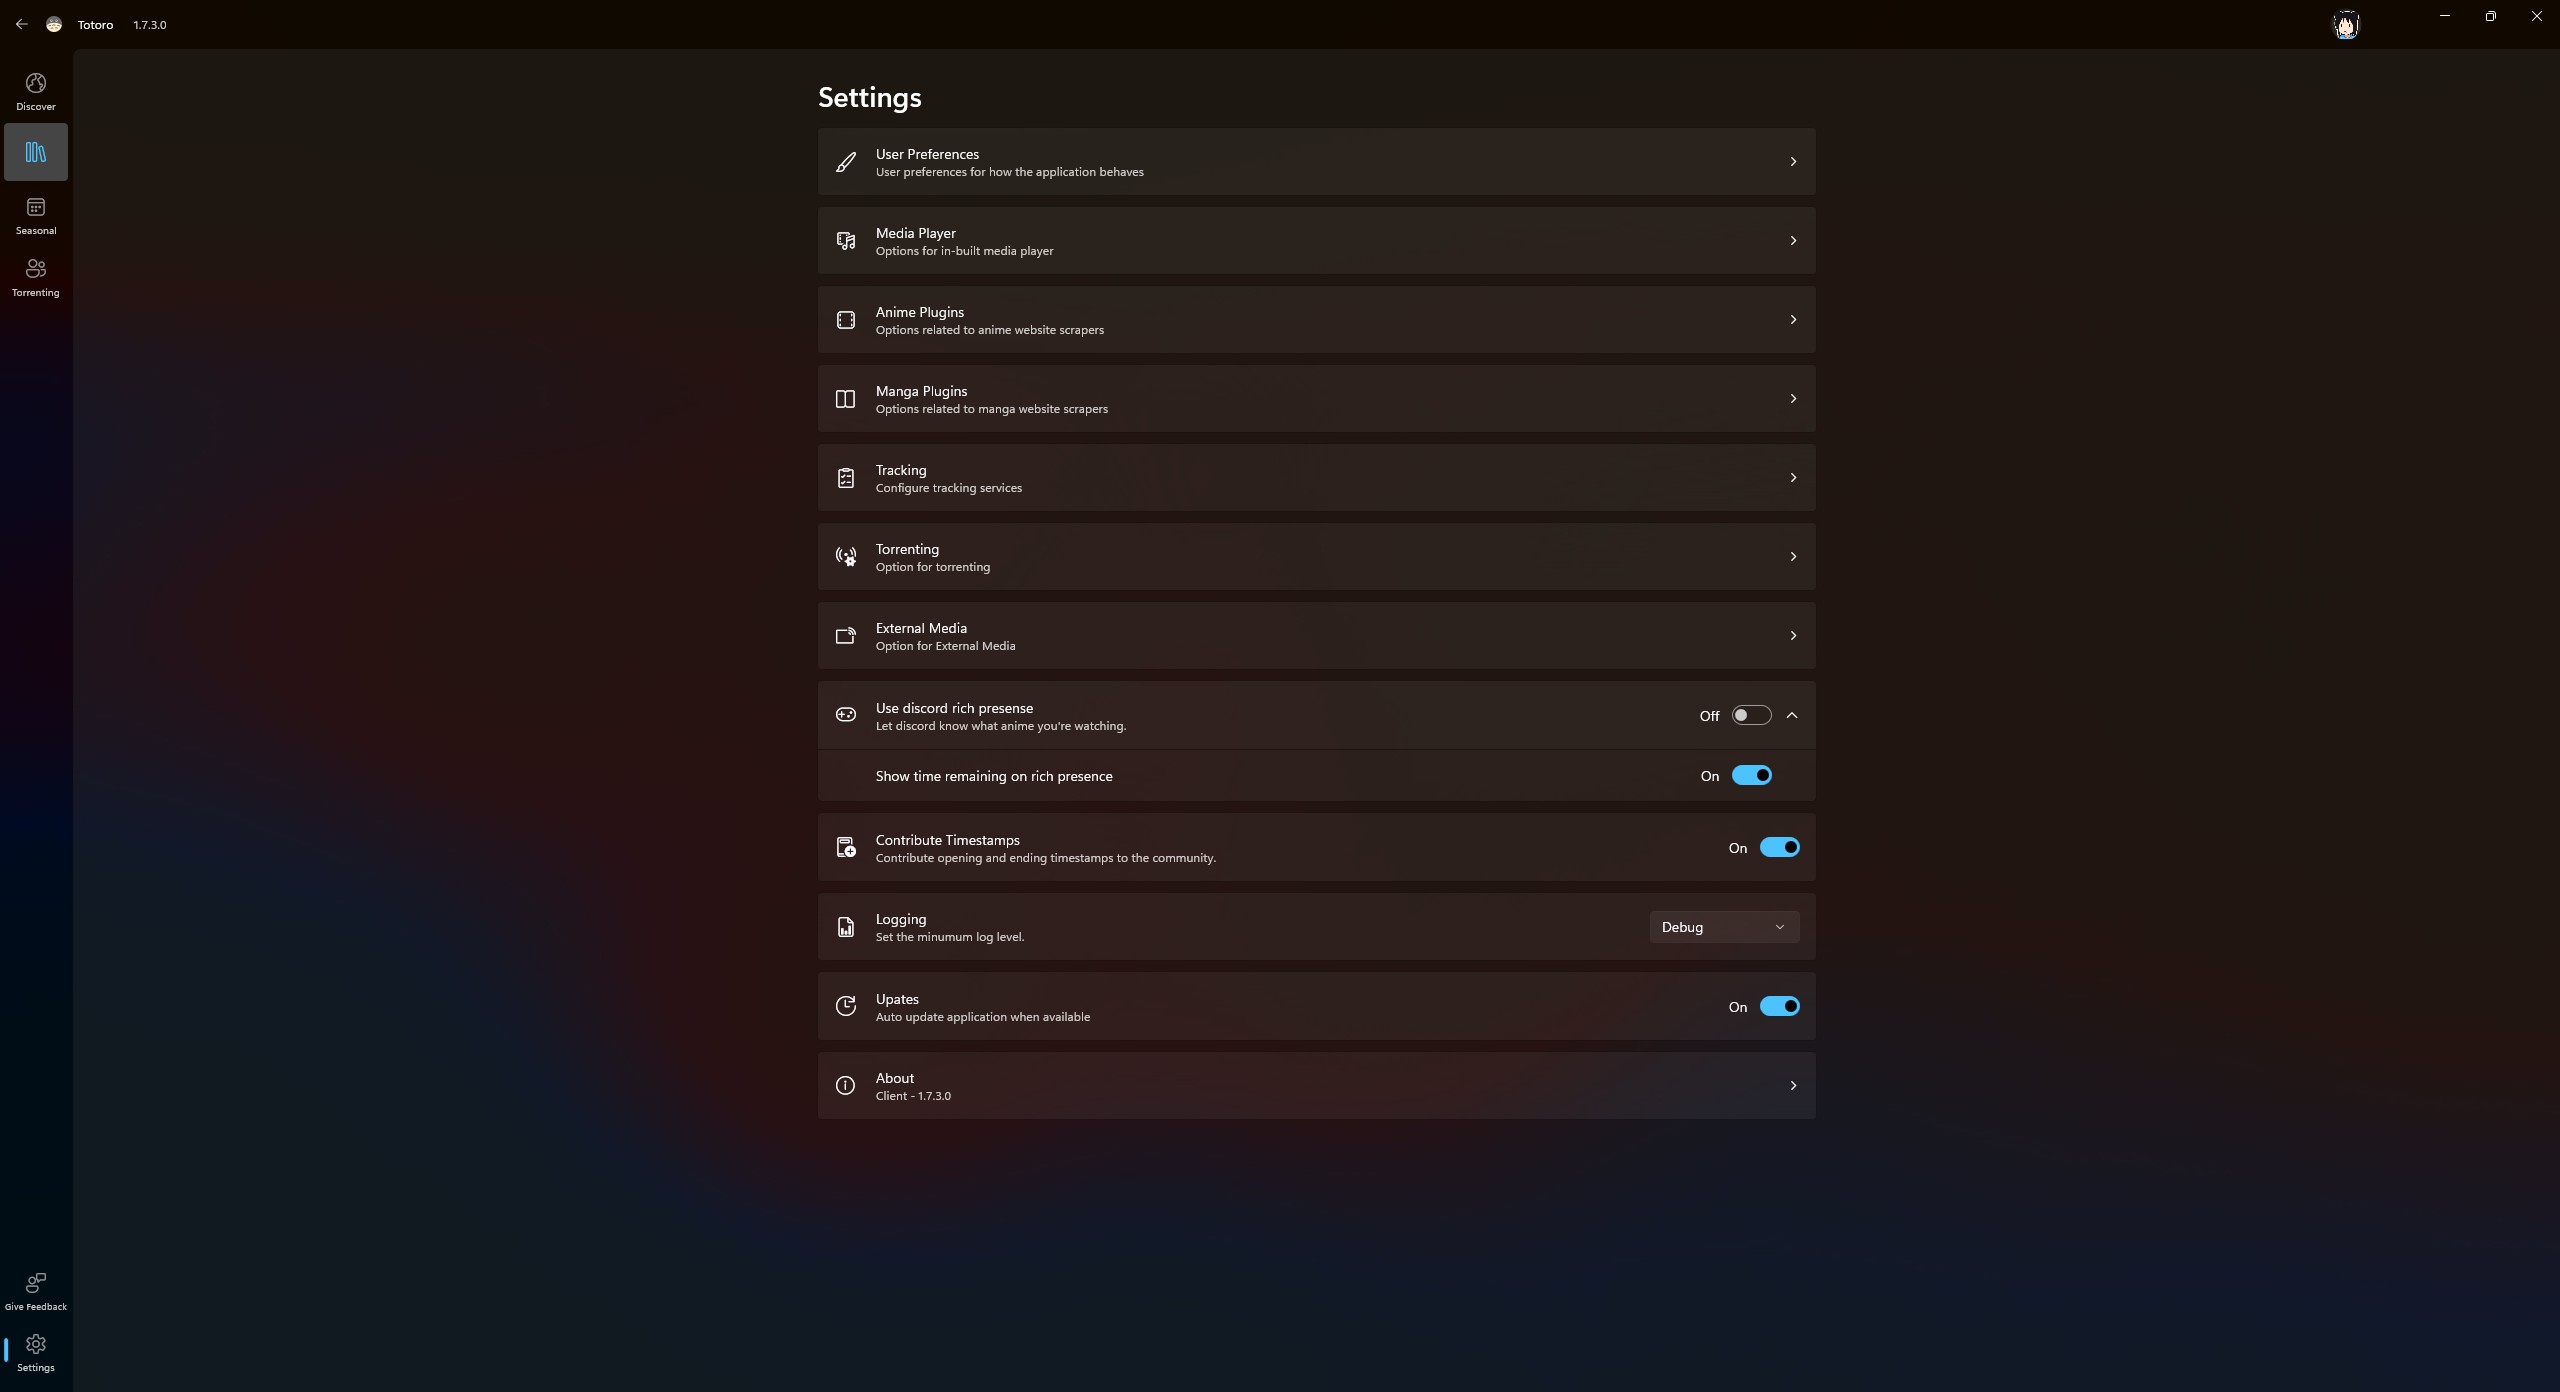 Totoro 1.7.3.0
Discover
Seasonal
Torrenting
Settings
User Preferences
User preferences for how the application behaves
Media Player
Options for in-built media player
Anime Plugins
Options related to anime website scrapers
Manga Plugins
Options related to manga website scrapers
Tracking
Configure tracking services
Torrenting
Option for torrenting
External Media
Option for External Media
Use discord rich presense
Let discord know what anime you're watching.
Off
Show time remaining on rich presence
On
Contribute Timestamps
Contribute opening and ending timestamps to the community.
On
Logging
Set the minumum log level.
Debug
Upates
Auto update application when available
On
About
Client - 1.7.3.0
Give Feedback
Settings